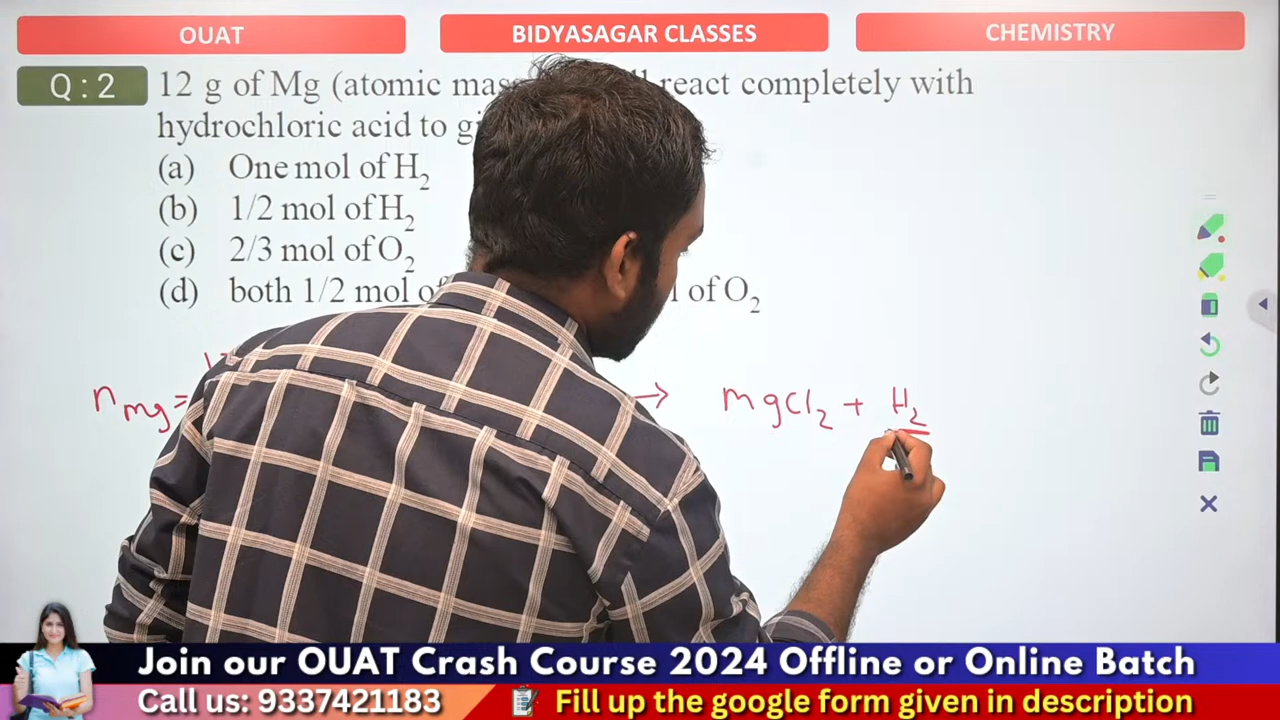 OUAT
BIDYASAGAR CLASSES
CHEMISTRY
Q : 2
12 g of Mg (atomic mas react completely with
hydrochloric acid to gi
(a) One mol of H2
(b) 1/2 mol of H2
(c) 2/3 mol of O2
(d) both 1/2 mol o l of O2
nmg = → mgCl2 + H2
Join our OUAT Crash Course 2024 Offline or Online Batch
Call us: 9337421183
Fill up the google form given in description